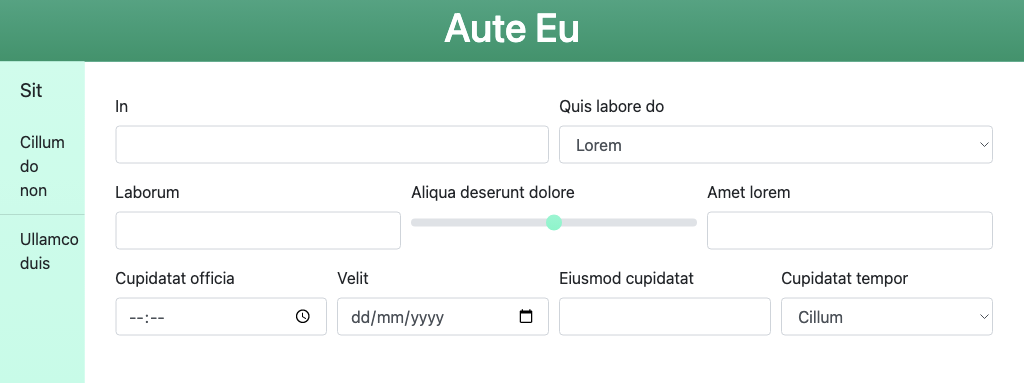 Aute Eu
Sit
Cillum
do
non
Ullamco
duis
In
Quis labore do
Lorem
Laborum
Aliqua deserunt dolore
Amet lorem
Cupidatat officia
Velit
Eiusmod cupidatat
Cupidatat tempor
--:--
dd/mm/yyyy
Cillum